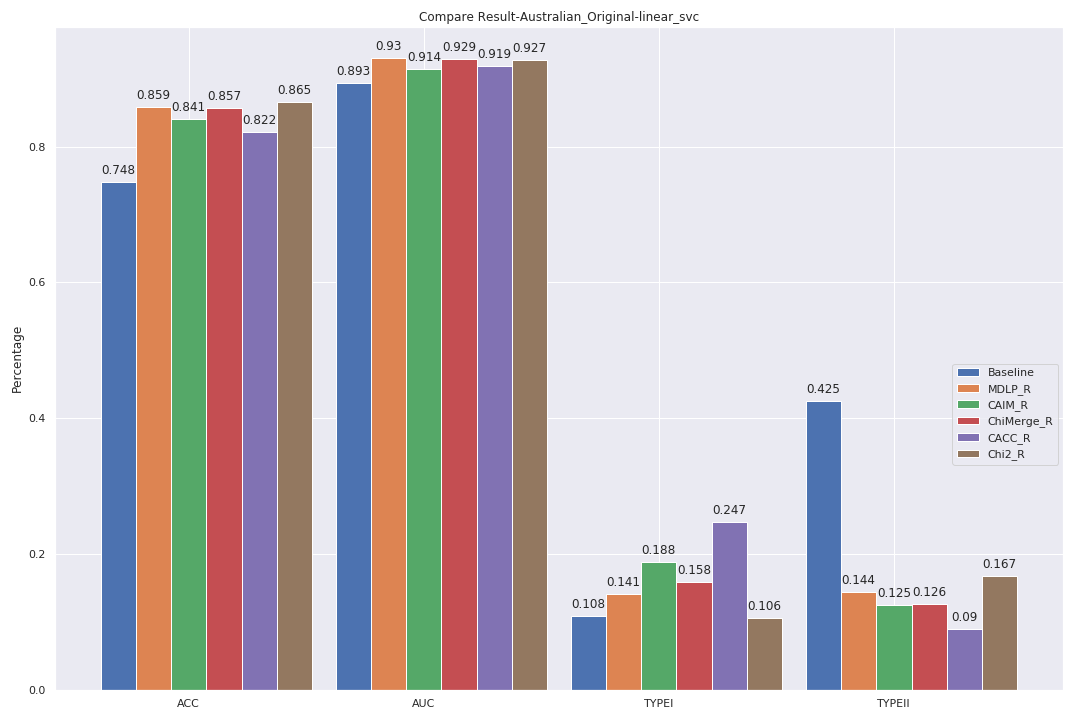 Compare Result-Australian_Original-linear_svc
Percentage
0.8
0.6
0.4
0.2
0.0
0.748
0.859
0.841
0.857
0.822
0.865
0.893
0.93
0.914
0.929
0.919
0.927
0.108
0.141
0.188
0.158
0.247
0.106
0.425
0.144
0.125
0.126
0.09
0.167
ACC
AUC
TYPEI
TYPEII
Baseline
MDLP_R
CAIM_R
ChiMerge_R
CACC_R
Chi2_R